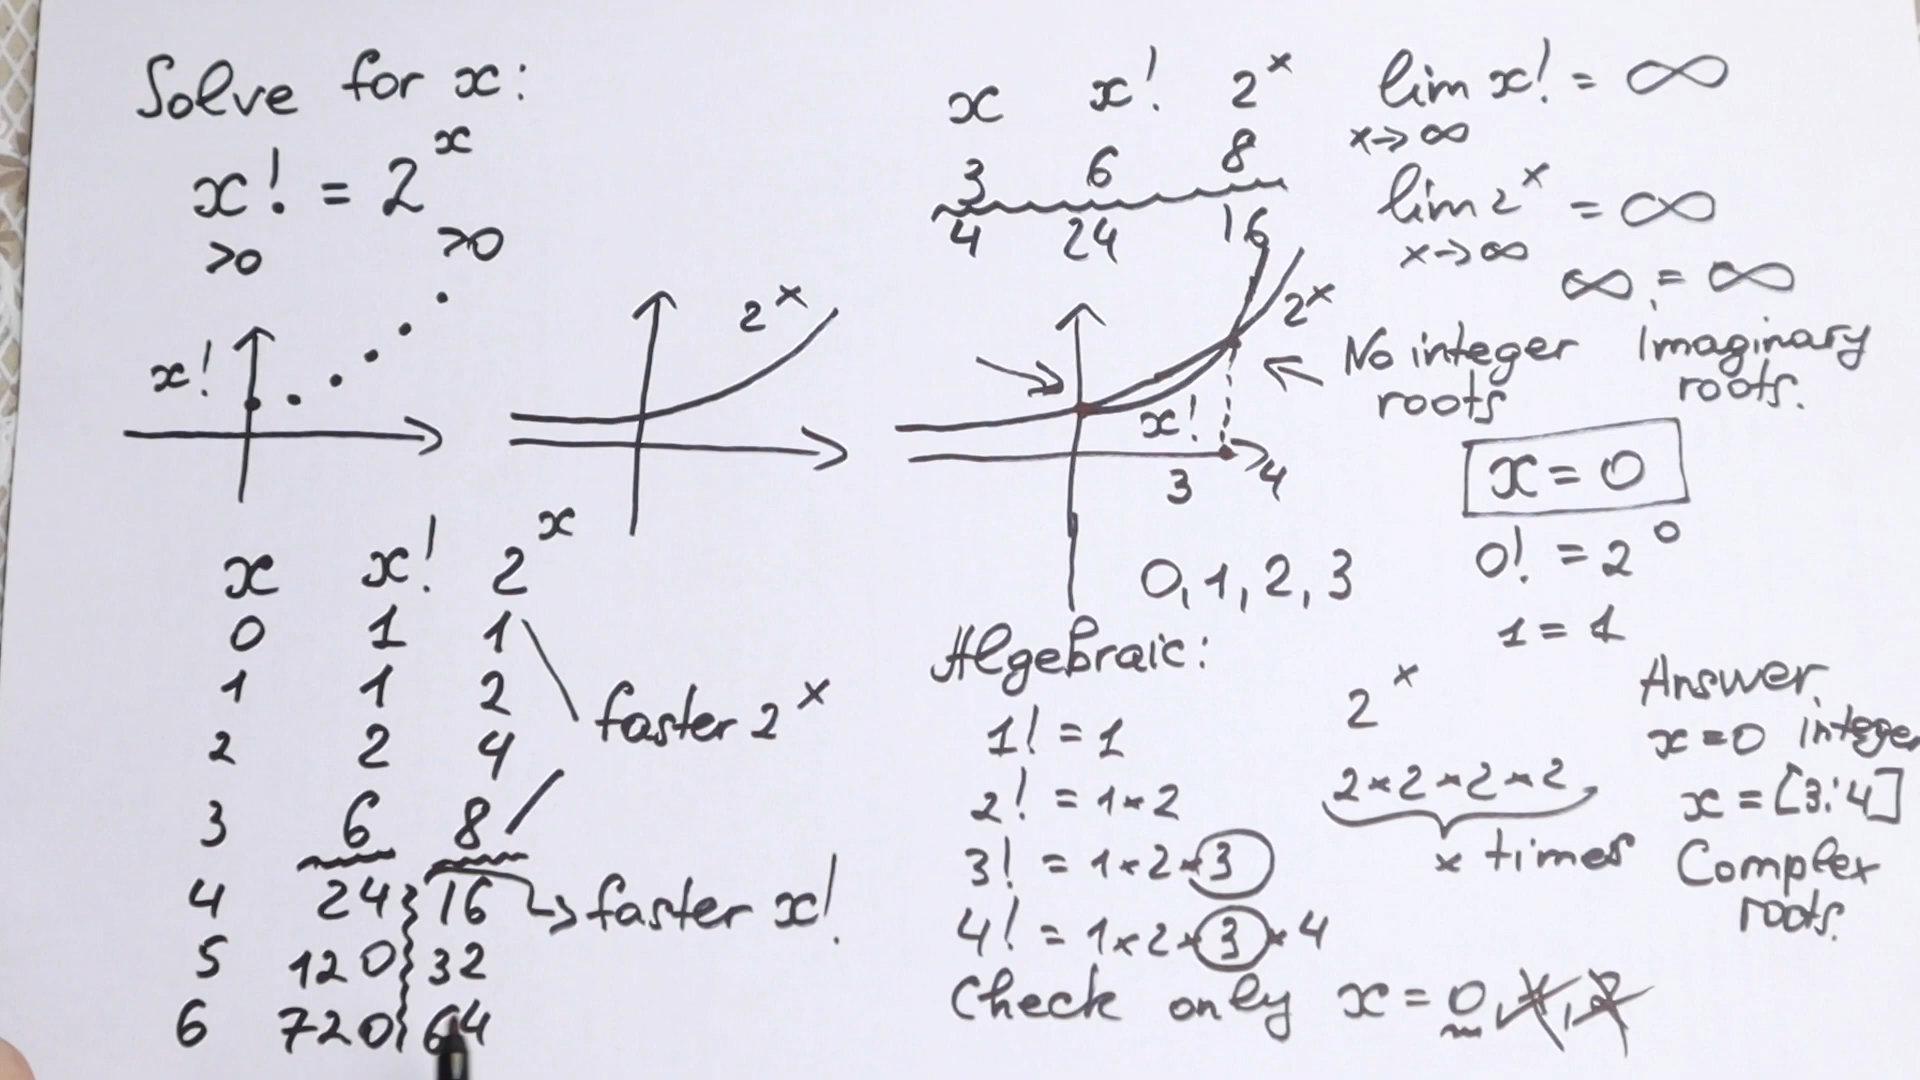 Solve for x:
x! = 2^x
>0 >0
x!
2^x
x x! 2^x
0 1 1
1 1 2
2 2 4
3 6 8
4 24 16
5 120 32
6 720 64
faster 2^x
faster x!
x x! 2^x
3 6 8
4 24 16
2^x
x!
3 4
0, 1, 2, 3
Algebraic:
1! = 1
2! = 1×2
3! = 1×2×3
4! = 1×2×3×4
Check only x = 0, 1, 2
2^x
2×2×2×2
x times
lim x! = ∞
x→∞
lim 2^x = ∞
x→∞
∞ = ∞
No integer
roots
Imaginary
roots.
x = 0
0! = 2^0
1 = 1
Answer
x = 0 integer
x = [3; 4]
Complex
roots.